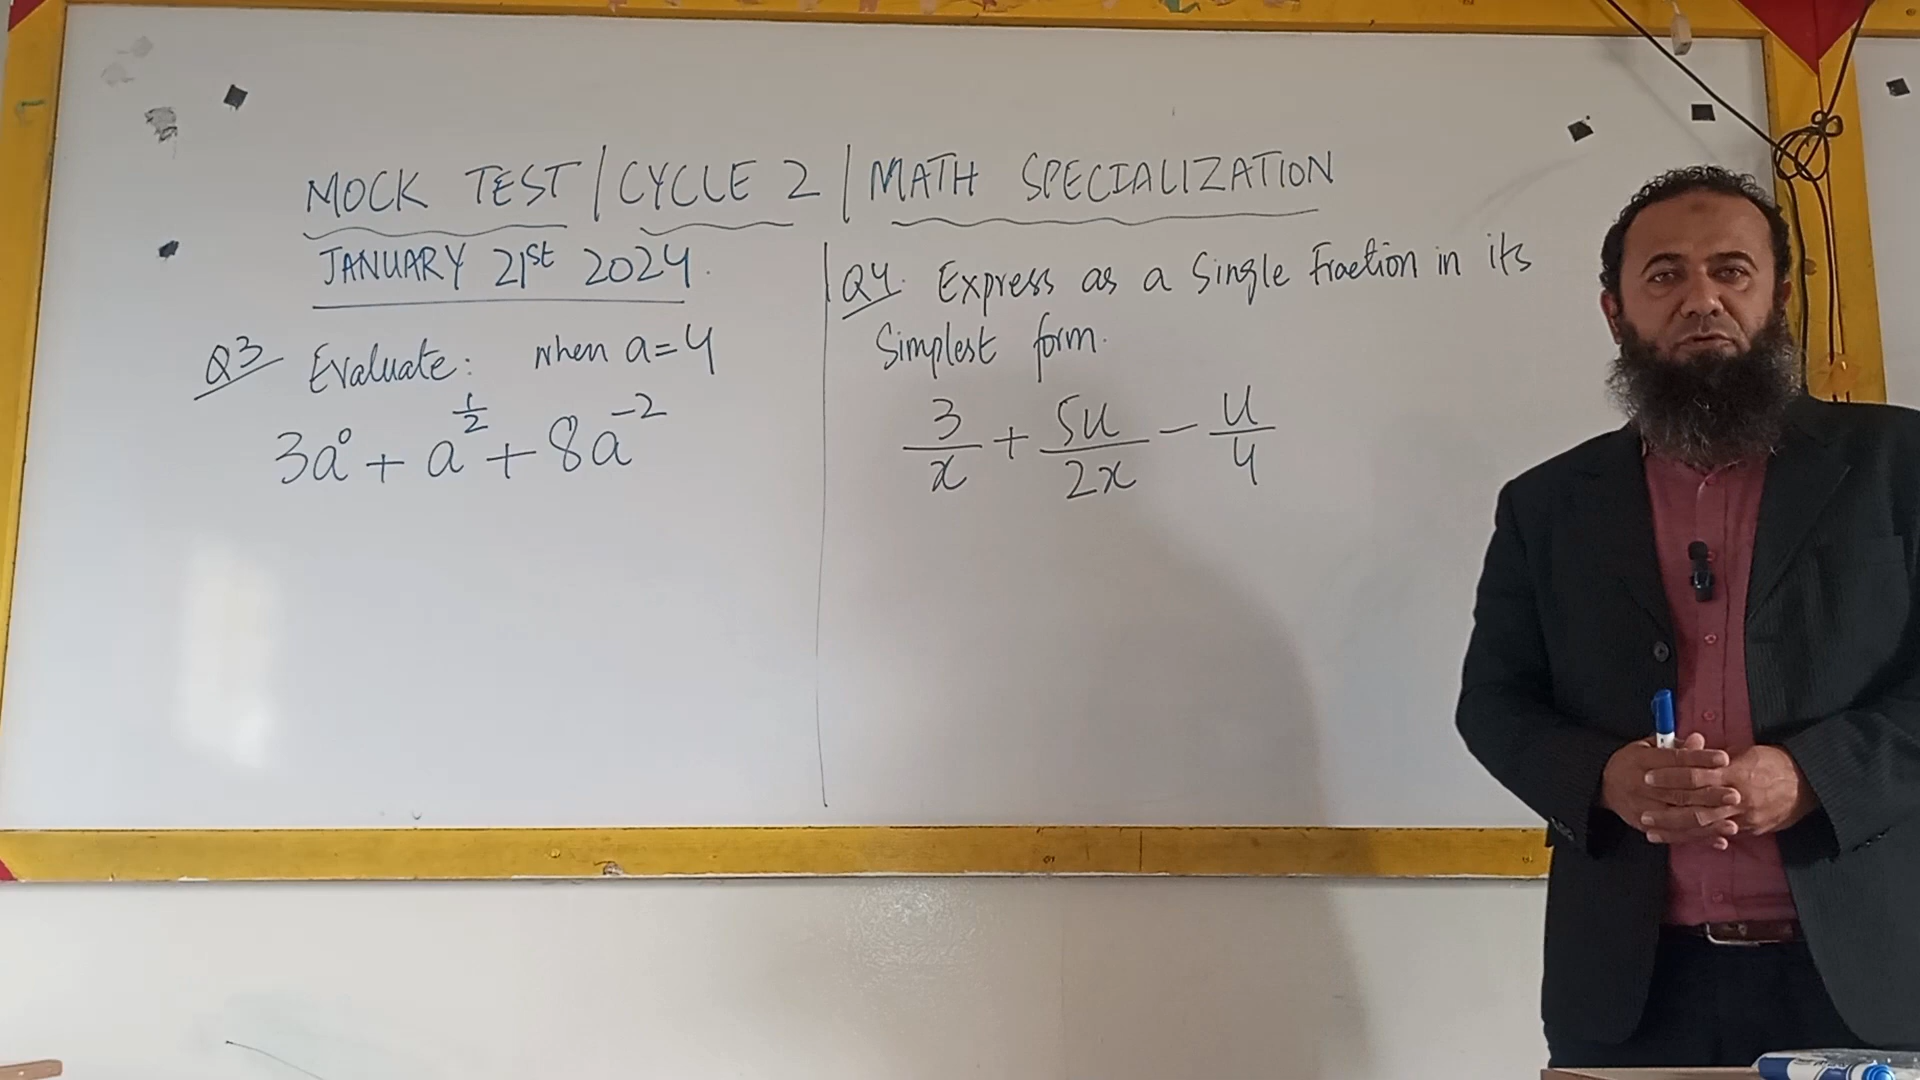 MOCK TEST / CYCLE 2 / MATH SPECIALIZATION
JANUARY 21st 2024.
Q3 Evaluate: when a=4
3a⁰ + a^1/2 + 8a⁻²
Q4. Express as a Single Fraction in its
Simplest form.
3/x + 5u/2x - u/4